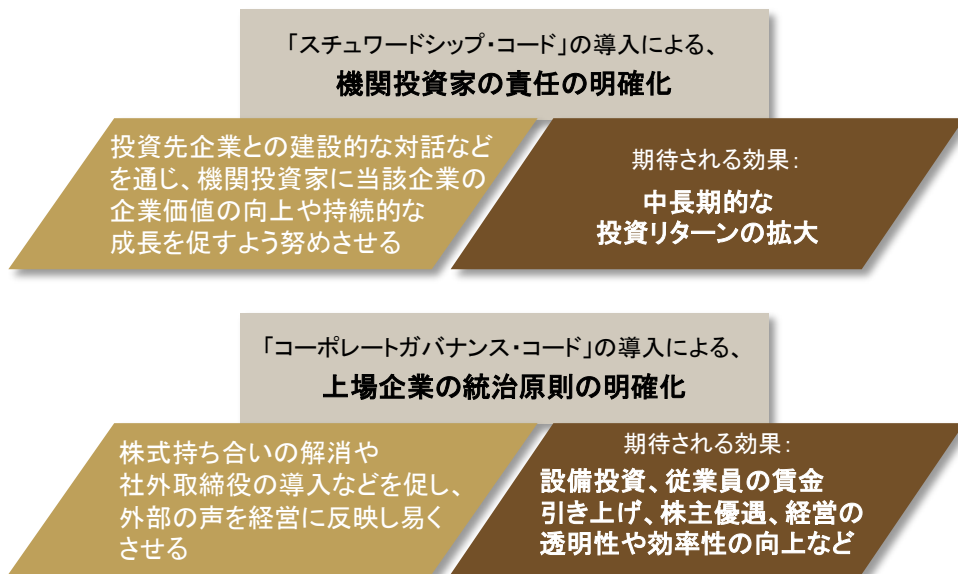 「スチュワードシップ・コード」の導入による、
機関投資家の責任の明確化
投資先企業との建設的な対話など
を通じ、機関投資家に当該企業の
企業価値の向上や持続的な
成長を促すよう努めさせる
期待される効果：
中長期的な
投資リターンの拡大
「コーポレートガバナンス・コード」の導入による、
上場企業の統治原則の明確化
株式持ち合いの解消や
社外取締役の導入などを促し、
外部の声を経営に反映し易く
させる
期待される効果：
設備投資、従業員の賃金
引き上げ、株主優遇、経営の
透明性や効率性の向上など